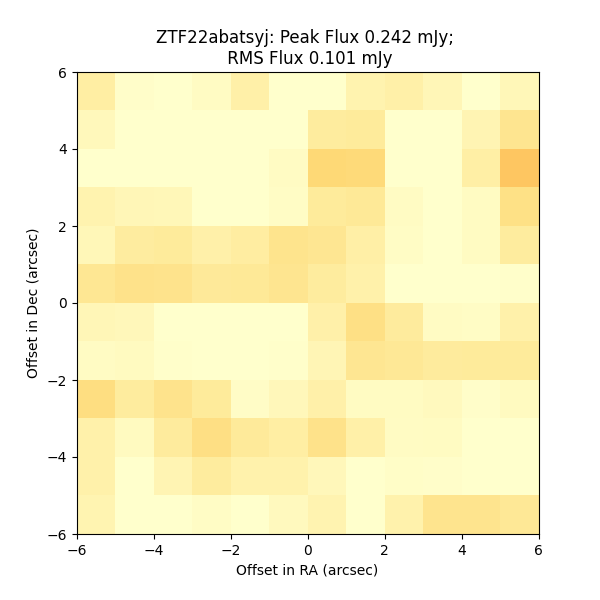 ZTF22abatsyj: Peak Flux 0.242 mJy;
RMS Flux 0.101 mJy
6
4
2
0
−2
−4
−6
Offset in Dec (arcsec)
−6 −4 −2 0 2 4 6
Offset in RA (arcsec)